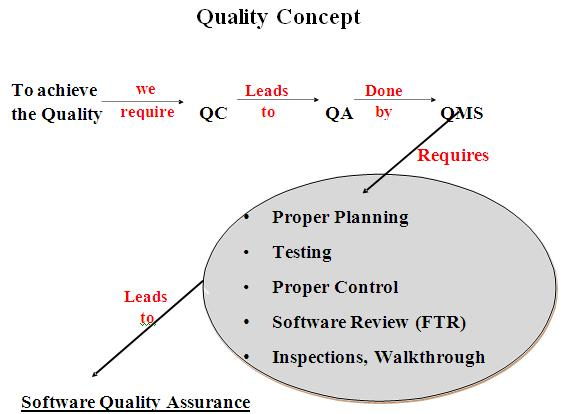 Quality Concept
To achieve we Leads Done
the Quality require QC to QA by QMS
Requires
• Proper Planning
• Testing
• Proper Control
• Software Review (FTR)
• Inspections, Walkthrough
Leads
to
Software Quality Assurance